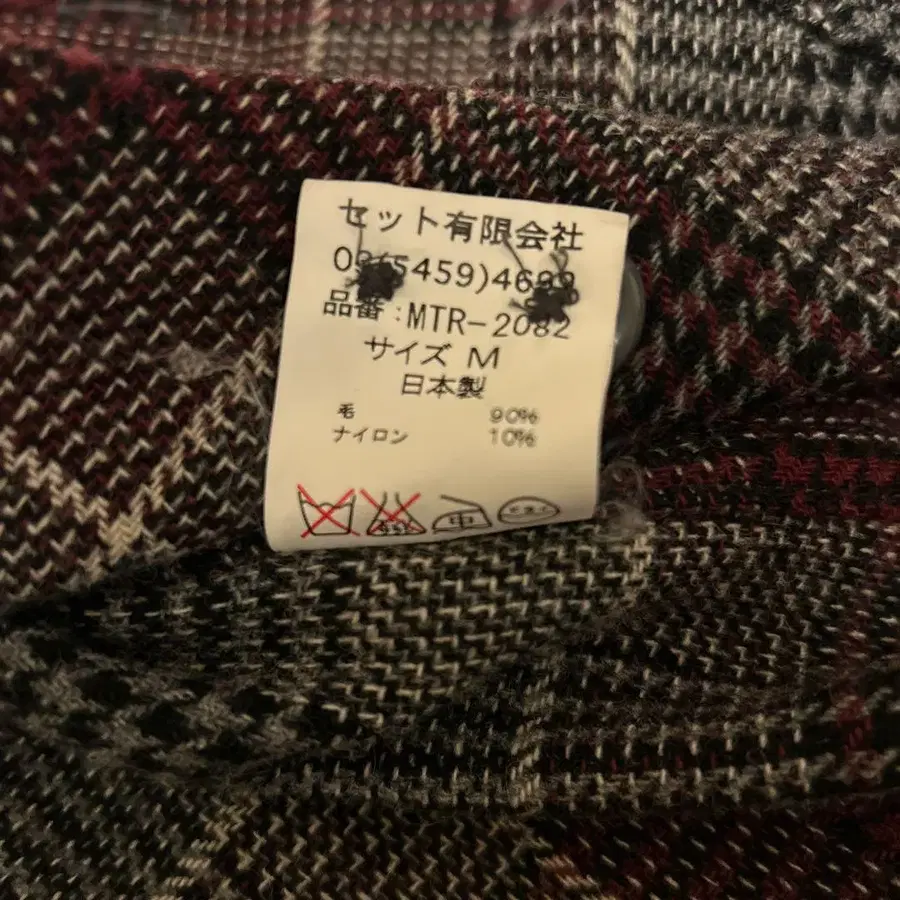 セット有限会社
品番:MTR-2082
サイズ M
日本製
毛 90%
ナイロン 10%
中